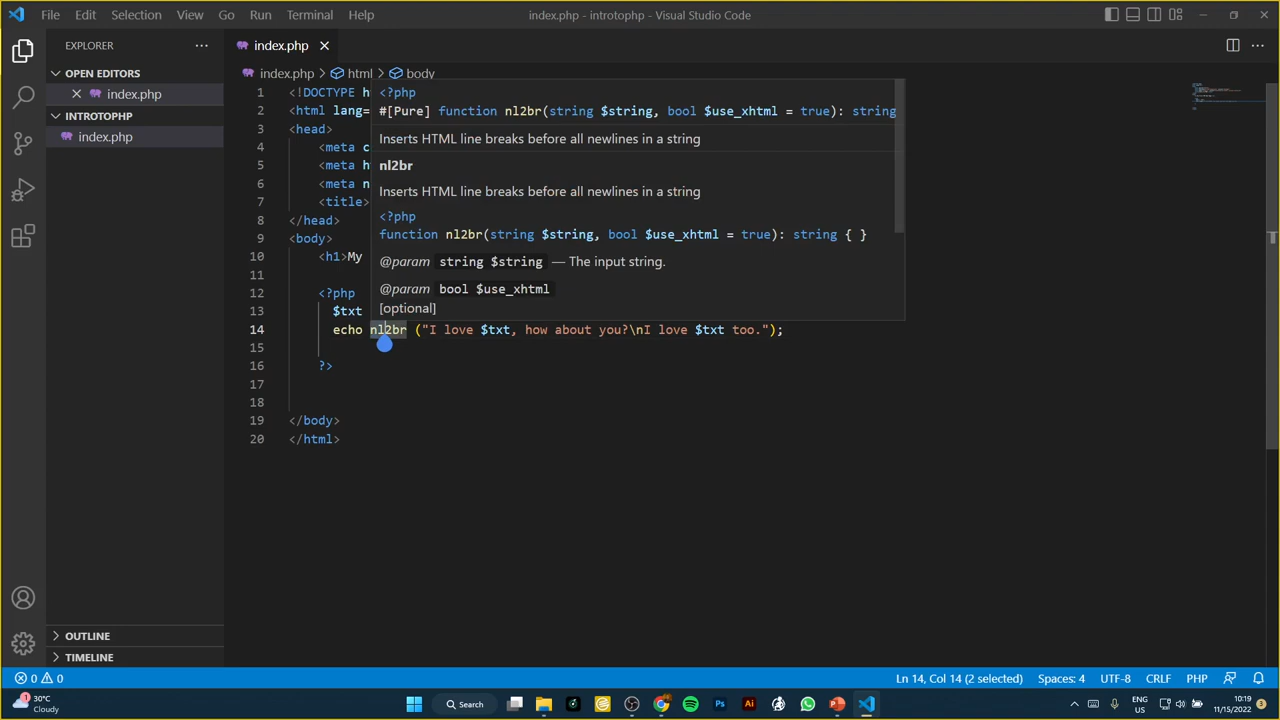 File Edit Selection View Go Run Terminal Help
index.php - introtophp - Visual Studio Code
EXPLORER
OPEN EDITORS
index.php
INTROTOPHP
index.php
OUTLINE
TIMELINE
index.php
index.php > html > body
1 <!DOCTYPE h
2 <html lang=
3 <head>
4 <meta c
5 <meta h
6 <meta n
7 <title>
8 </head>
9 <body>
10 <h1>My
11
12 <?php
13 $txt
14 echo nl2br ("I love $txt, how about you?\nI love $txt too.");
15
16 ?>
17
18
19 </body>
20 </html>
<?php
#[Pure] function nl2br(string $string, bool $use_xhtml = true): string
Inserts HTML line breaks before all newlines in a string
nl2br
Inserts HTML line breaks before all newlines in a string
<?php
function nl2br(string $string, bool $use_xhtml = true): string { }
@param string $string — The input string.
@param bool $use_xhtml
[optional]
0 0
Ln 14, Col 14 (2 selected) Spaces: 4 UTF-8 CRLF PHP
1
30°C
Cloudy
Search
ENG
US
10:19
11/15/2022